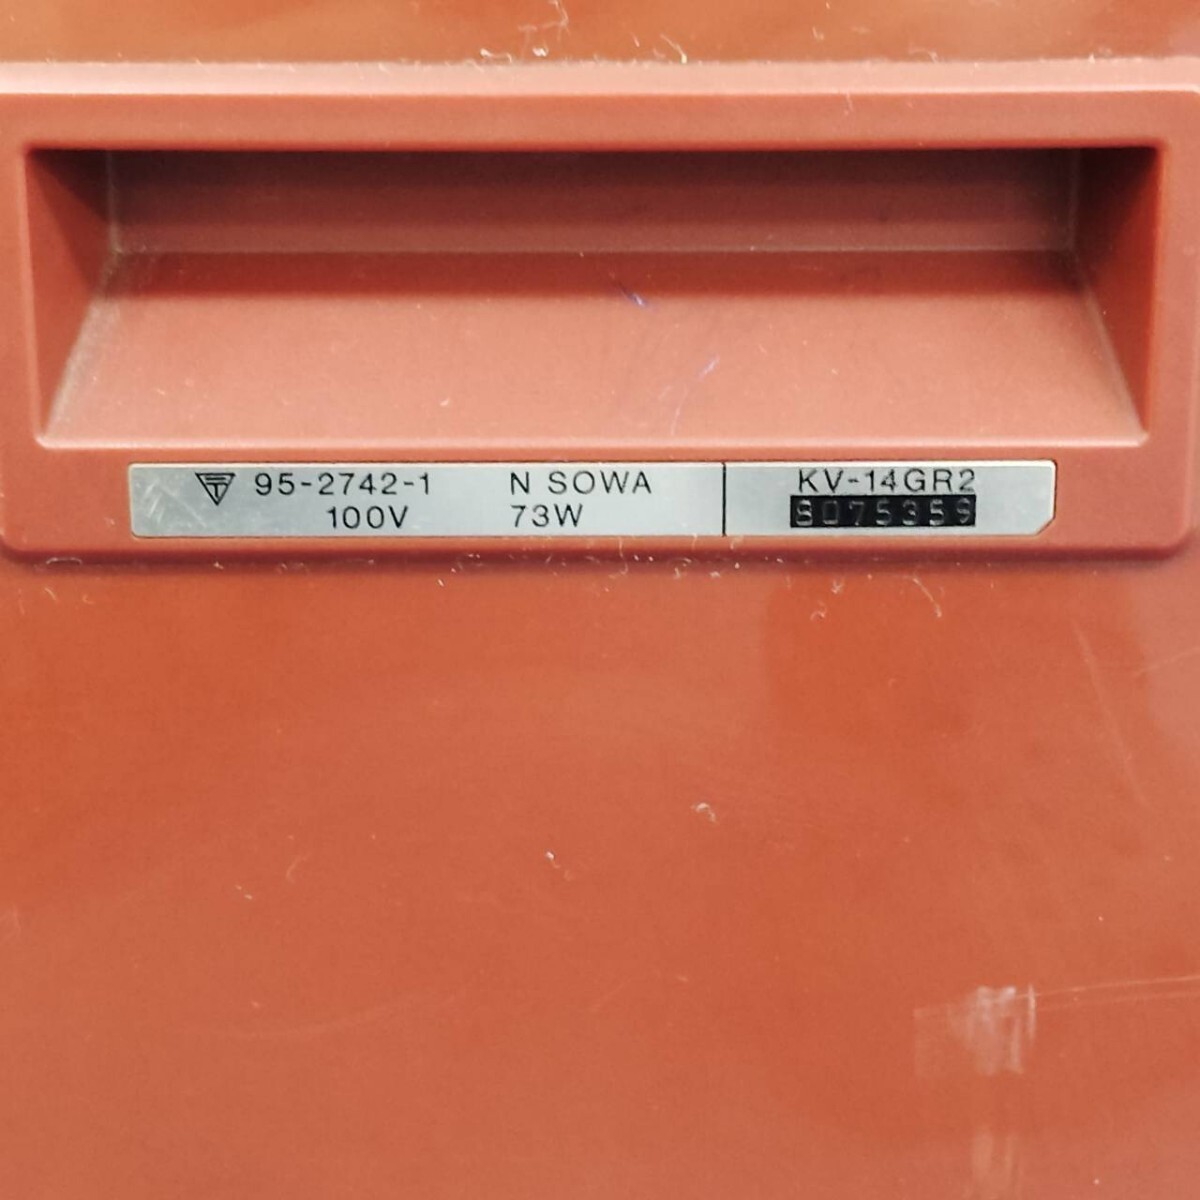 95-2742-1 N SOWA
100V 73W
KV-14GR2
8075359